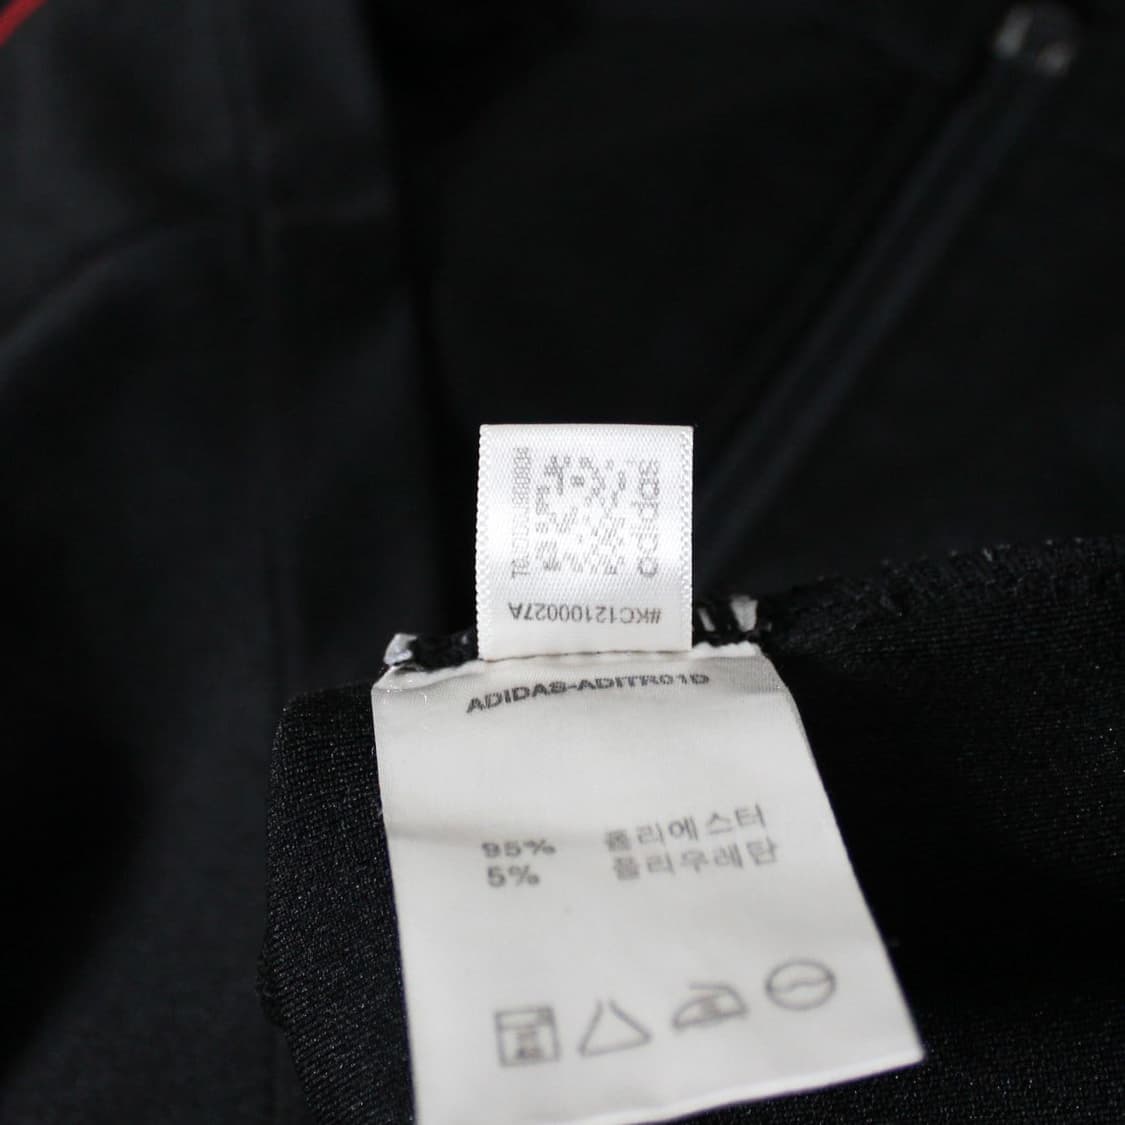 adidas
#KC12100027A
ADIDAS-ADITR01D
95% 폴리에스터
5% 폴리우레탄